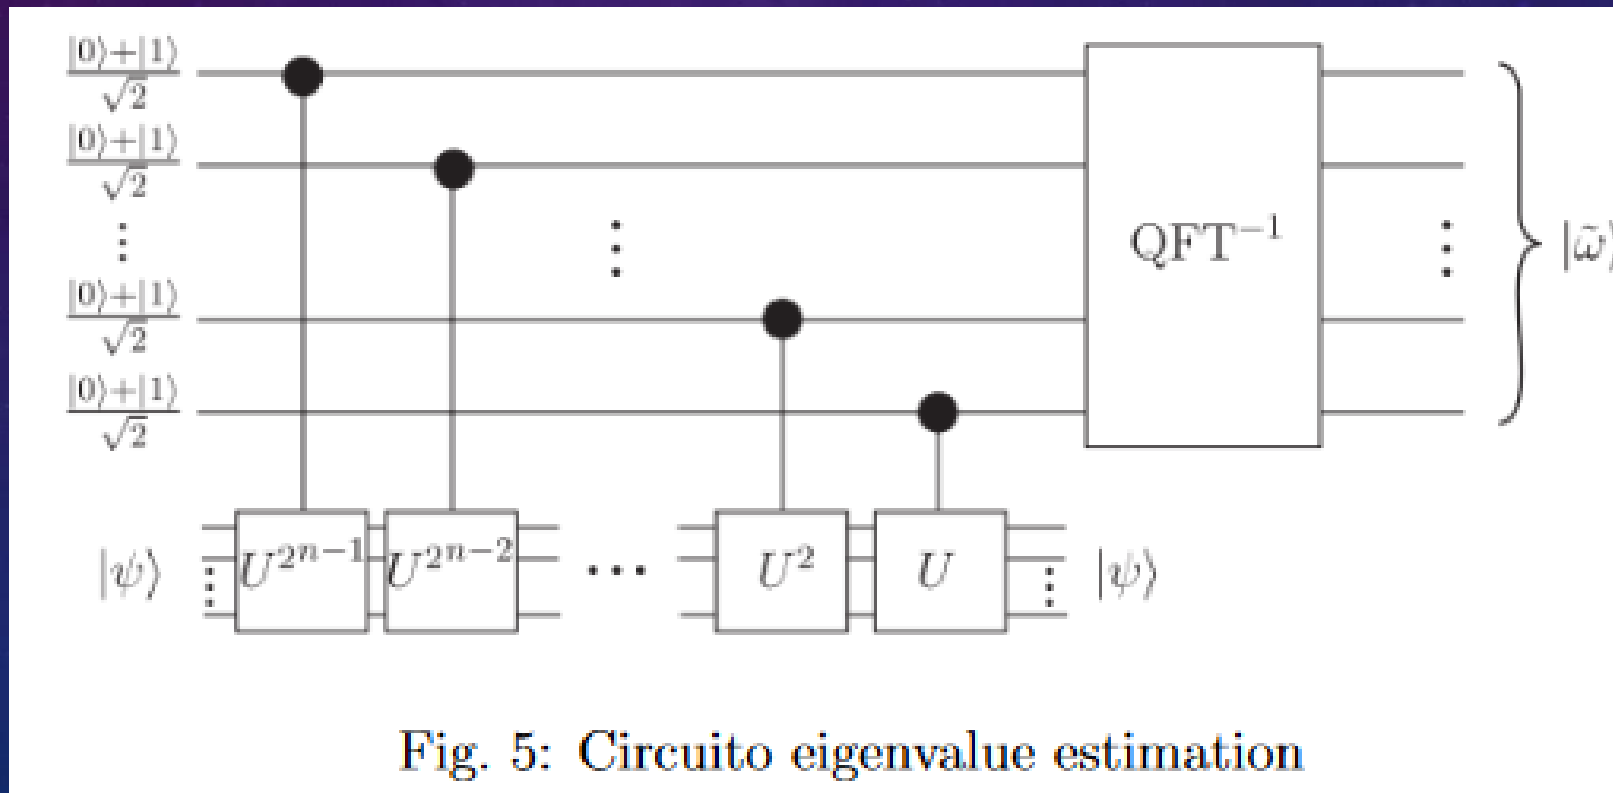 |0⟩+|1⟩
√2
|0⟩+|1⟩
√2
⋮
|0⟩+|1⟩
√2
|0⟩+|1⟩
√2
⋮
QFT⁻¹
⋮
|ω̃⟩
|ψ⟩ ⋮ U^{2^{n−1}} U^{2^{n−2}} ⋯ U² U ⋮ |ψ⟩
Fig. 5: Circuito eigenvalue estimation